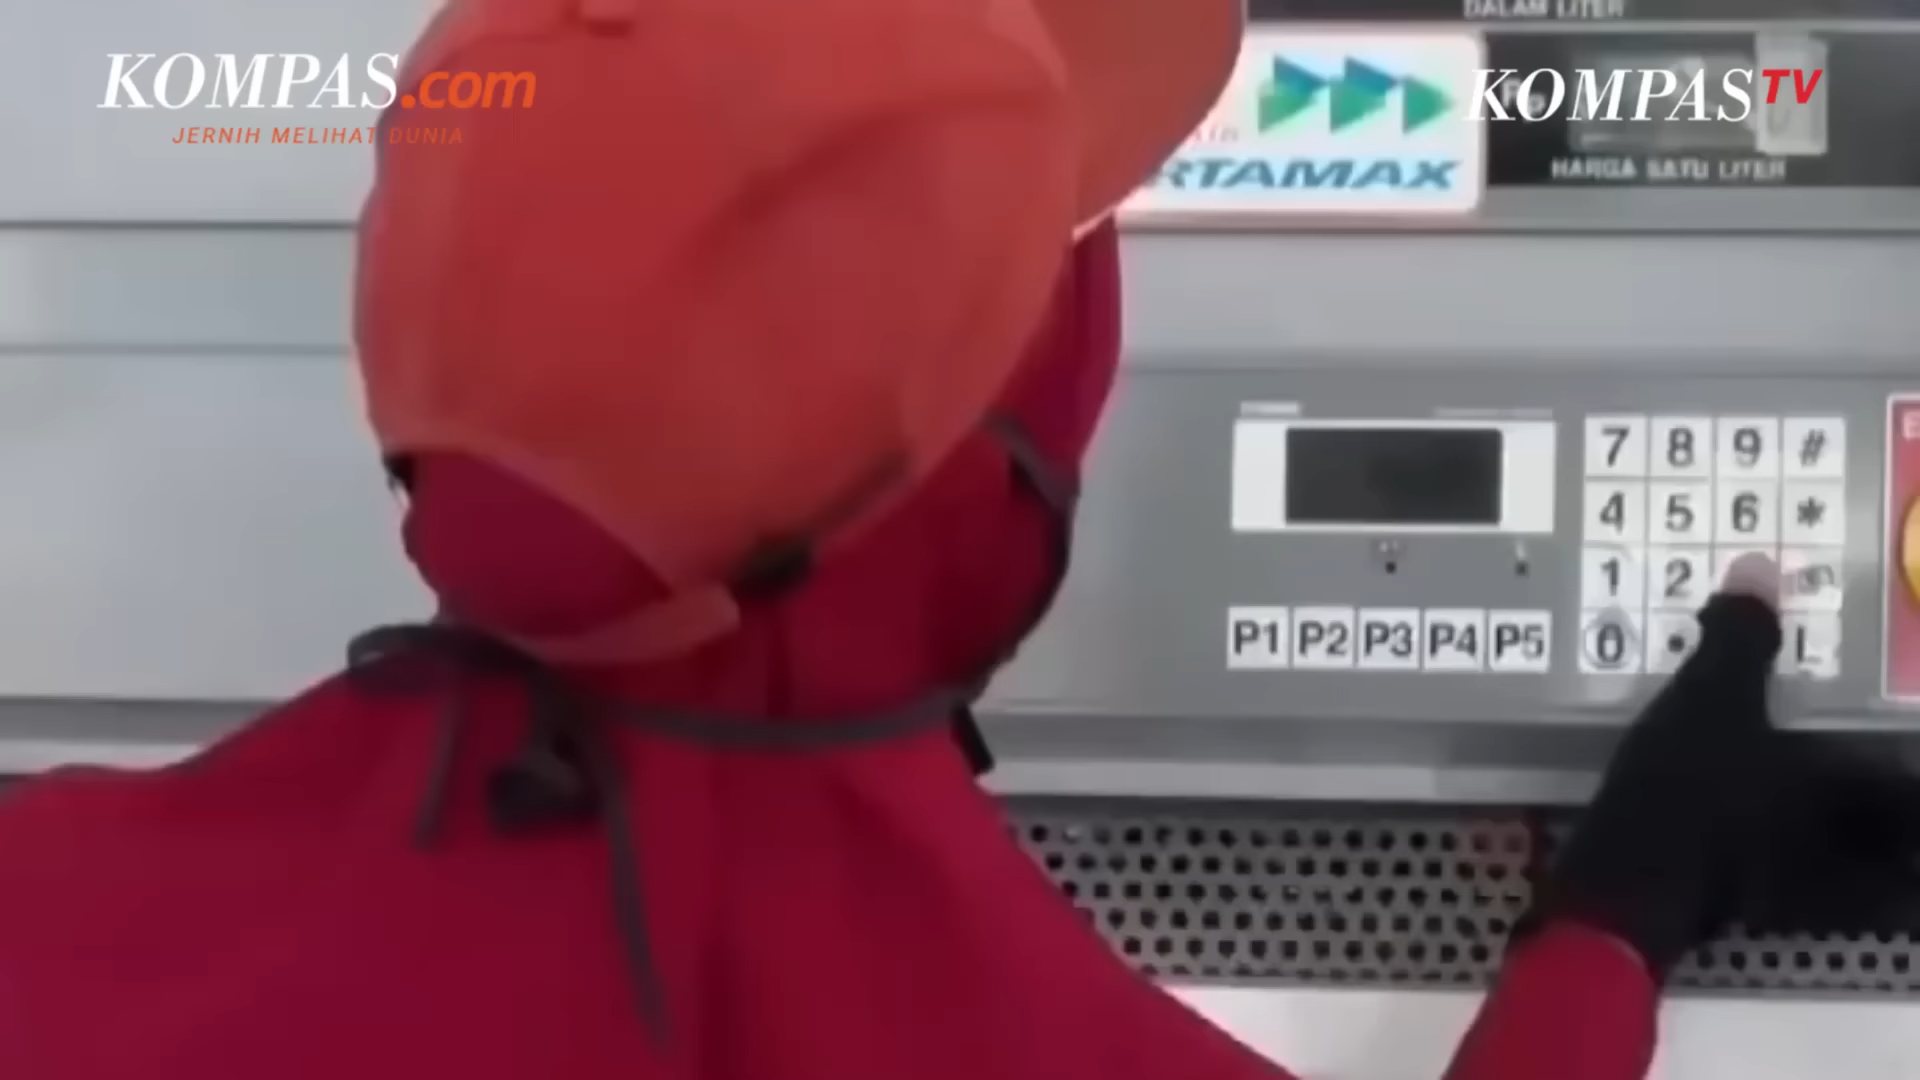 DALAM LITER
KOMPAS.com
JERNIH MELIHAT DUNIA
KOMPASTV
Rp
RTAMAX
HARGA SATU LITER
7 8 9 #
4 5 6 *
1 2
0 • L
P1 P2 P3 P4 P5
E